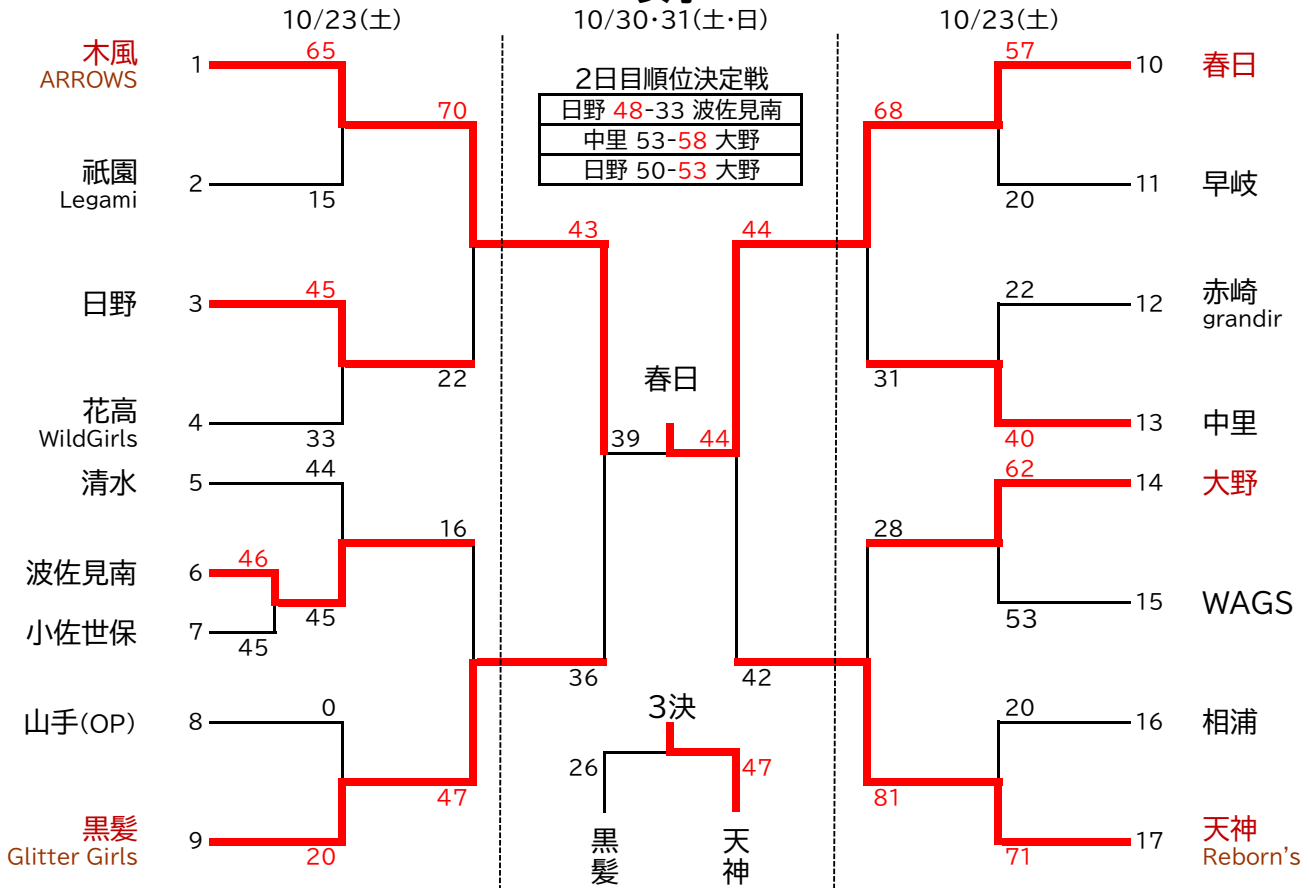 10/23(土)
10/30・31(土・日)
10/23(土)
木風
ARROWS
1
65
祇園
Legami
2
15
70
日野
3
45
花高
WildGirls
4
33
22
清水
5
44
波佐見南
6
46
小佐世保
7
45
45
16
山手(OP)
8
0
黒髪
Glitter Girls
9
20
47
2日目順位決定戦
日野 48-33 波佐見南
中里 53-58 大野
日野 50-53 大野
43
44
春日
39
44
36
42
3決
26
47
黒髪
天神
57
10
春日
68
20
11
早岐
22
12
赤崎
grandir
31
40
13
中里
62
14
大野
28
53
15
WAGS
20
16
相浦
81
71
17
天神
Reborn's